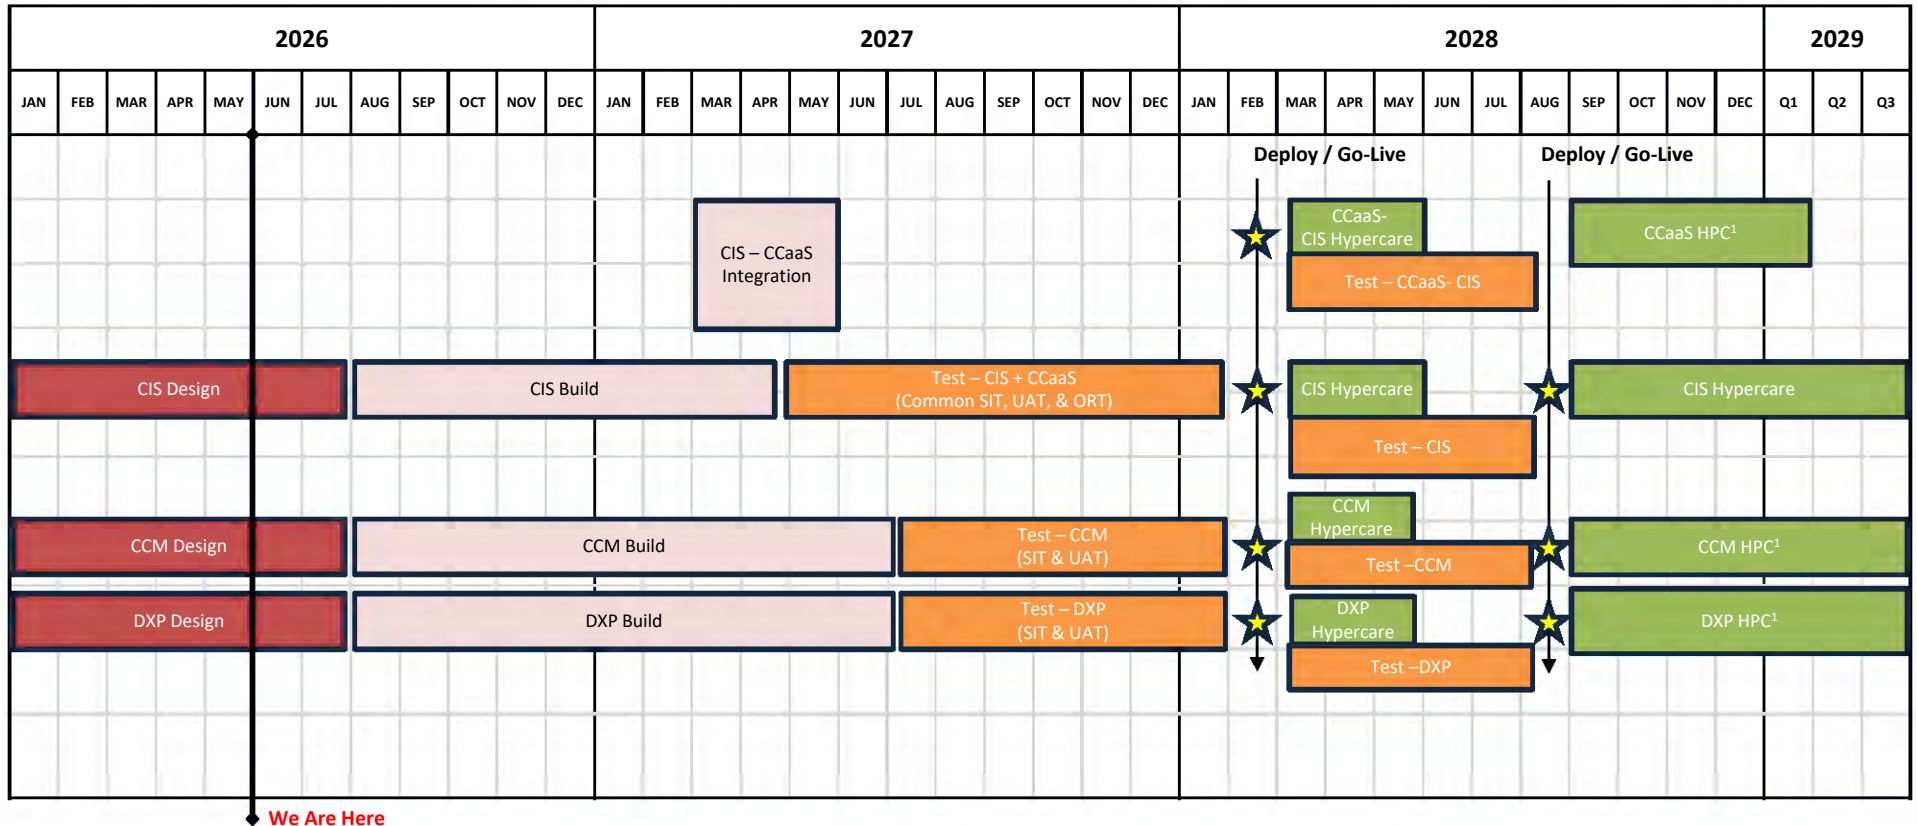 2026 2027 2028 2029
JAN FEB MAR APR MAY JUN JUL AUG SEP OCT NOV DEC JAN FEB MAR APR MAY JUN JUL AUG SEP OCT NOV DEC JAN FEB MAR APR MAY JUN JUL AUG SEP OCT NOV DEC Q1 Q2 Q3
Deploy / Go-Live Deploy / Go-Live
CIS – CCaaS
Integration
CCaaS-
CIS Hypercare
Test – CCaaS- CIS
CCaaS HPC¹
CIS Design
CIS Build
Test – CIS + CCaaS
(Common SIT, UAT, & ORT)
CIS Hypercare
Test – CIS
CIS Hypercare
CCM Design
CCM Build
Test – CCM
(SIT & UAT)
CCM
Hypercare
Test –CCM
CCM HPC¹
DXP Design
DXP Build
Test – DXP
(SIT & UAT)
DXP
Hypercare
Test –DXP
DXP HPC¹
We Are Here